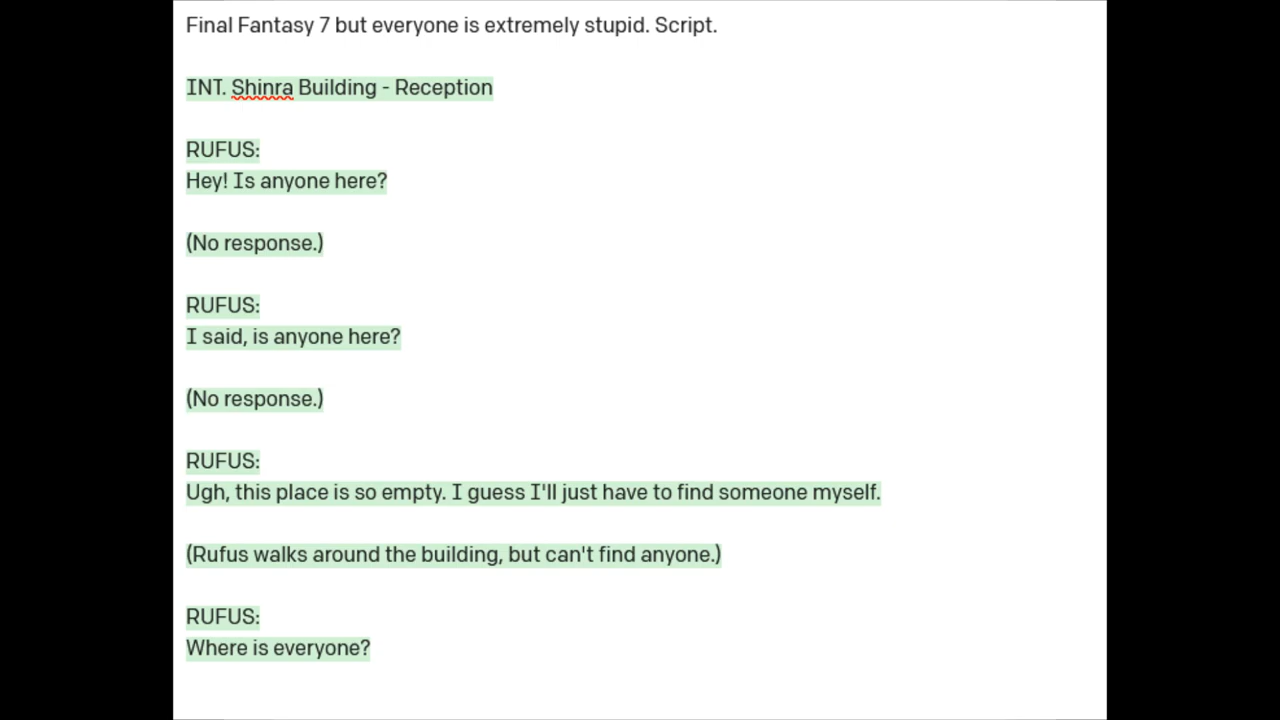 Final Fantasy 7 but everyone is extremely stupid. Script.
INT. Shinra Building - Reception
RUFUS:
Hey! Is anyone here?
(No response.)
RUFUS:
I said, is anyone here?
(No response.)
RUFUS:
Ugh, this place is so empty. I guess I'll just have to find someone myself.
(Rufus walks around the building, but can't find anyone.)
RUFUS:
Where is everyone?